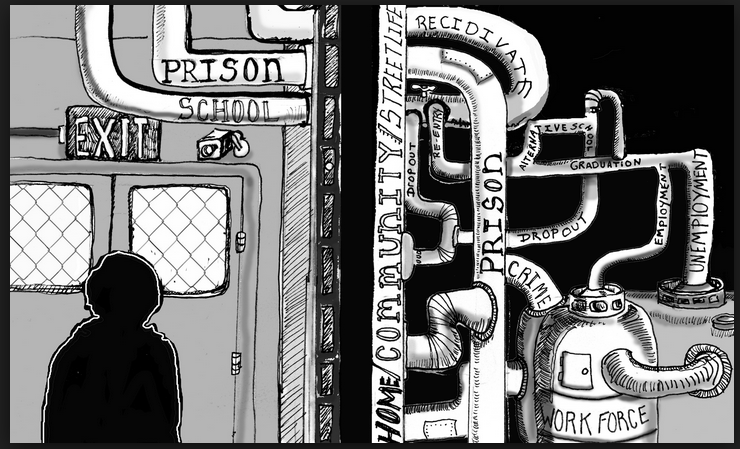 PRISON
SCHOOL
EXIT
HOME/COMMUNITY/STREETLIFE
RECIDIVATE
RE-ENTRY
DROPOUT
PRISON
ALTERNATIVE SCHOOL
GRADUATION
DROPOUT
EMPLOYMENT
UNEMPLOYMENT
CRIME
WORK FORCE